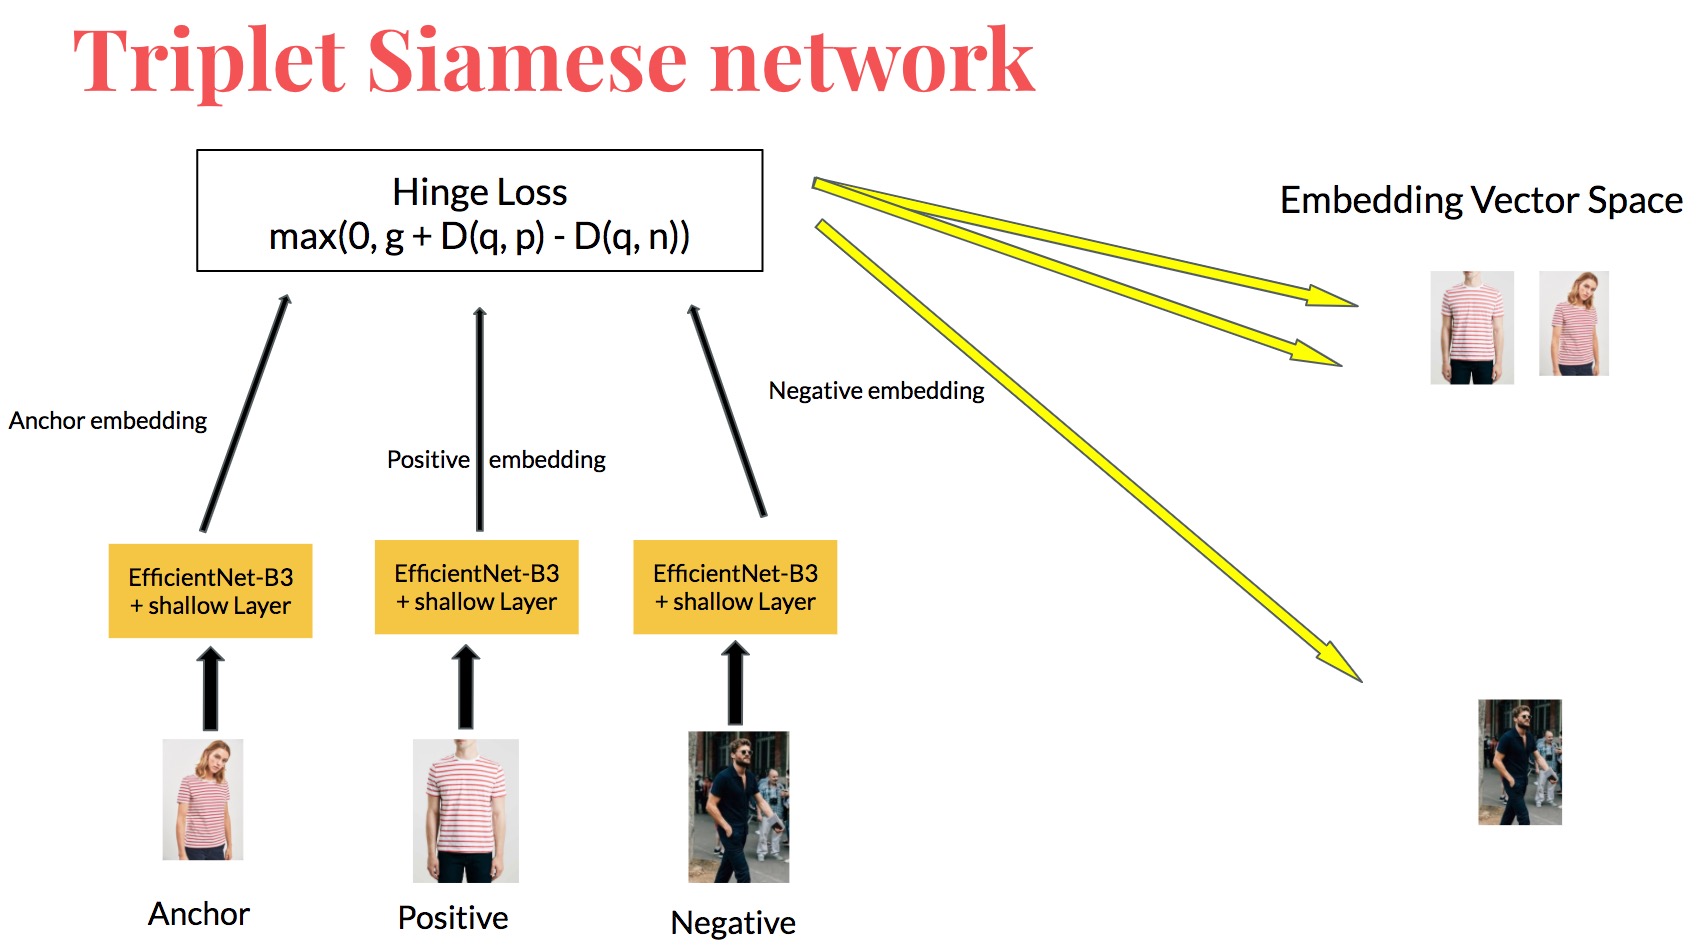 Triplet Siamese network
Hinge Loss
max(0, g + D(q, p) - D(q, n))
Embedding Vector Space
Anchor embedding
Positive embedding
Negative embedding
EfficientNet-B3
+ shallow Layer
EfficientNet-B3
+ shallow Layer
EfficientNet-B3
+ shallow Layer
Anchor
Positive
Negative